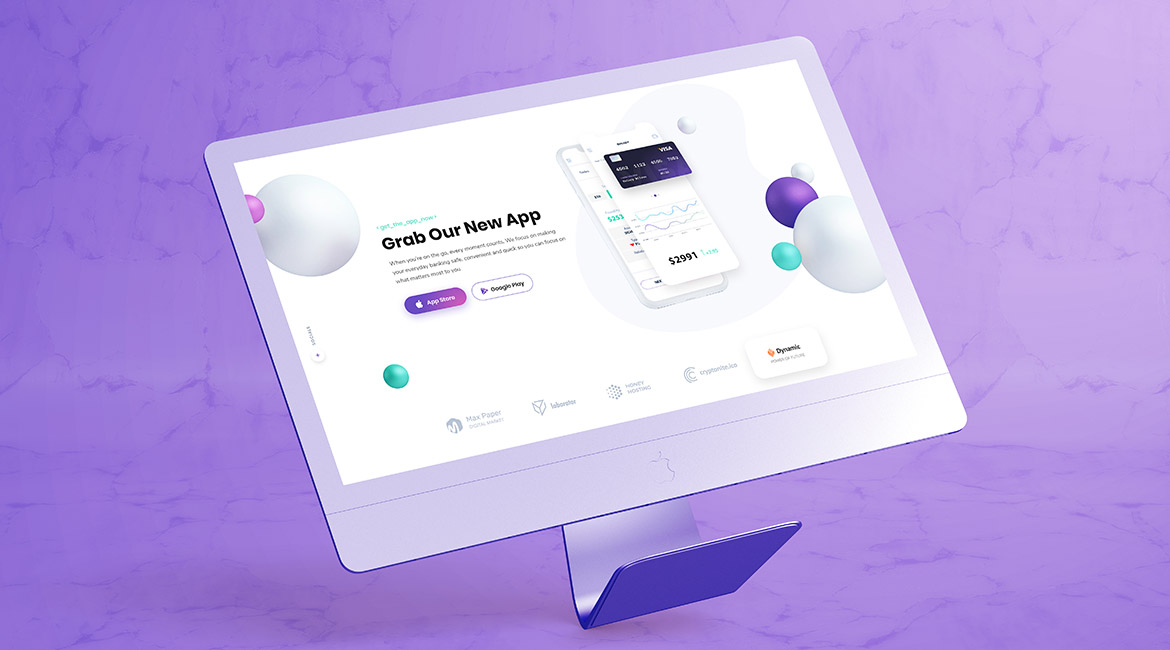 get_the_app_now
Grab Our New App
When you're on the go, every moment counts. We focus on making
your everyday banking safe, convenient and quick so you can focus on
what matters most to you
App Store
Google Play
VISA
$253
$2991
Max Paper
DIGITAL MARKET
laborator
HONEY
HOSTING
cryptonite.ico
Dynamic
POWER OF FUTURE